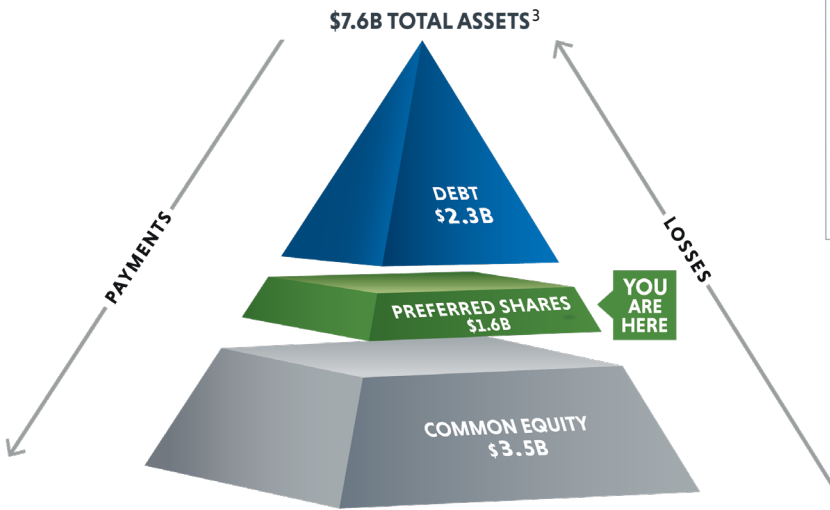 $7.6B TOTAL ASSETS3
DEBT
$2.3B
PAYMENTS
LOSSES
PREFERRED SHARES
$1.6B
YOU
ARE
HERE
COMMON EQUITY
$3.5B